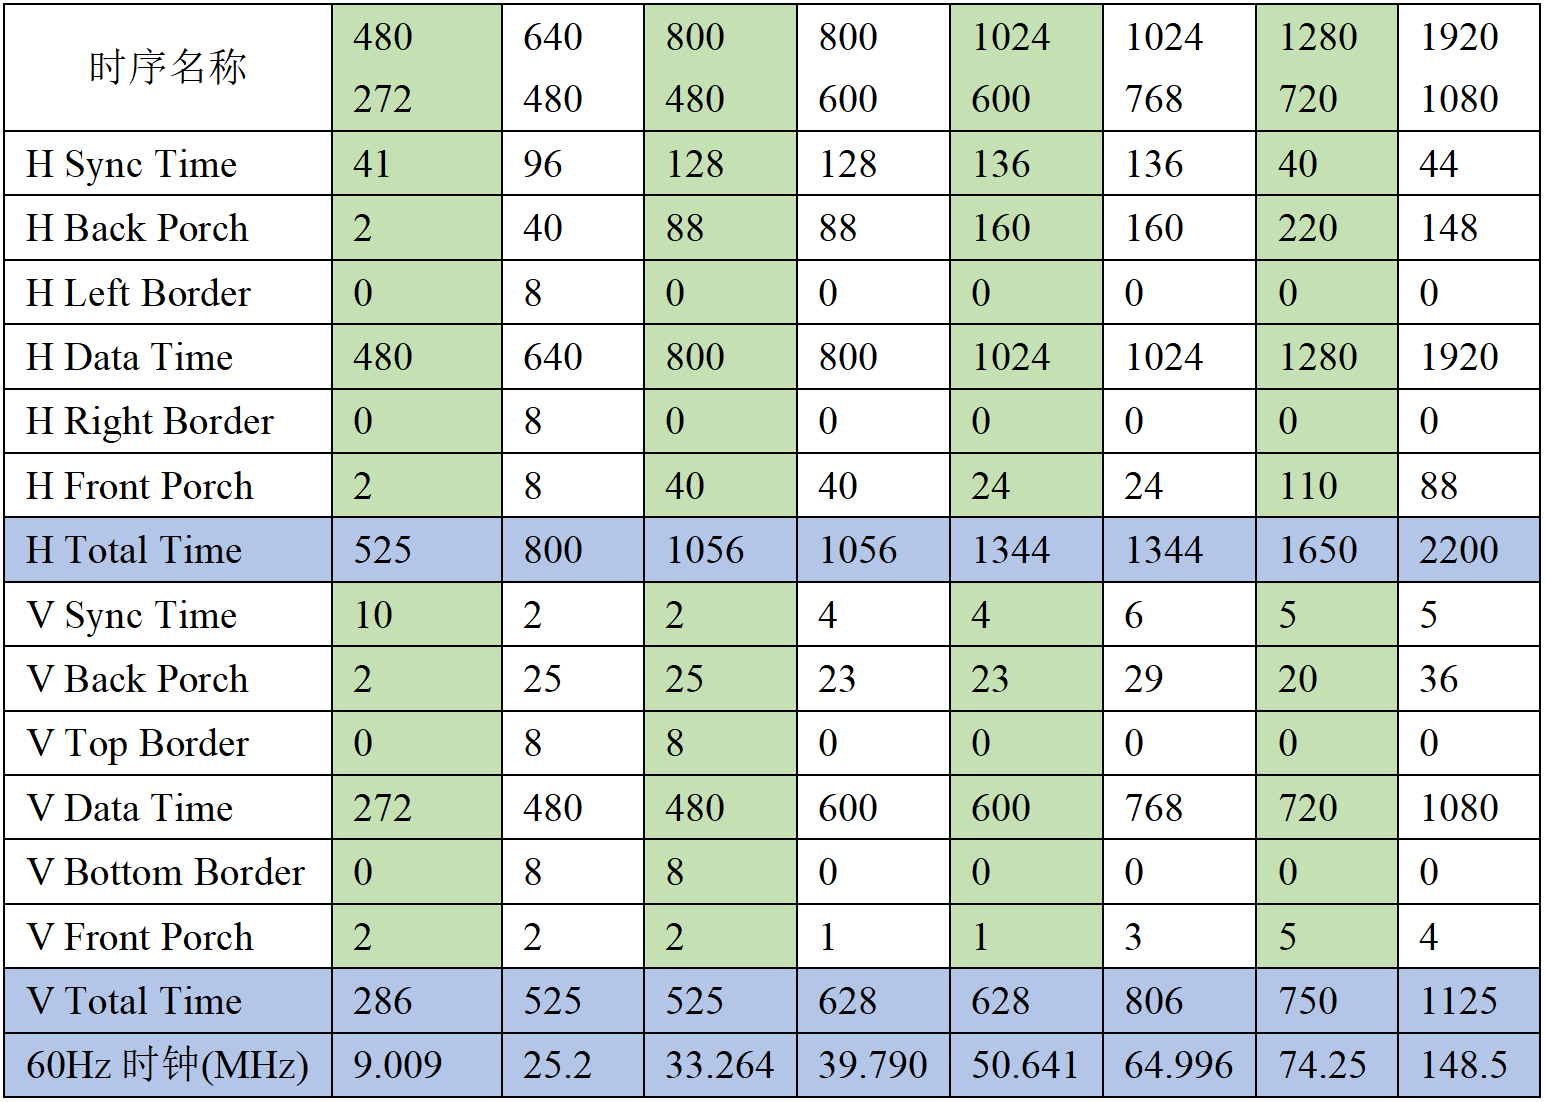 时序名称 480 640 800 800 1024 1024 1280 1920
272 480 480 600 600 768 720 1080
H Sync Time 41 96 128 128 136 136 40 44
H Back Porch 2 40 88 88 160 160 220 148
H Left Border 0 8 0 0 0 0 0 0
H Data Time 480 640 800 800 1024 1024 1280 1920
H Right Border 0 8 0 0 0 0 0 0
H Front Porch 2 8 40 40 24 24 110 88
H Total Time 525 800 1056 1056 1344 1344 1650 2200
V Sync Time 10 2 2 4 4 6 5 5
V Back Porch 2 25 25 23 23 29 20 36
V Top Border 0 8 8 0 0 0 0 0
V Data Time 272 480 480 600 600 768 720 1080
V Bottom Border 0 8 8 0 0 0 0 0
V Front Porch 2 2 2 1 1 3 5 4
V Total Time 286 525 525 628 628 806 750 1125
60Hz 时钟(MHz) 9.009 25.2 33.264 39.790 50.641 64.996 74.25 148.5